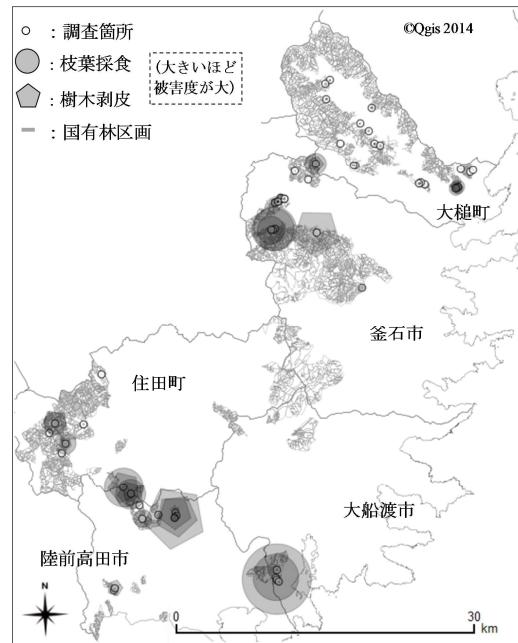 ©Qgis 2014
：調査箇所
：枝葉採食
：樹木剥皮
(大きいほど
被害度が大)
：国有林区画
大槌町
釜石市
住田町
大船渡市
陸前高田市
N
0 30
km